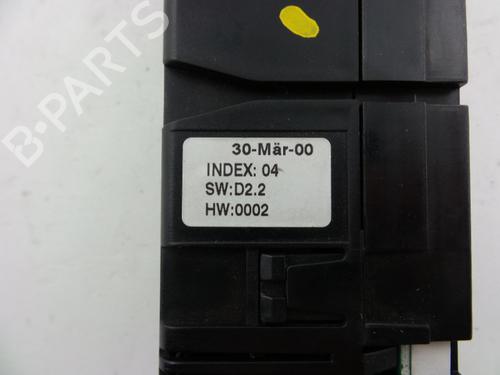 B-PARTS
30-Mär-00
INDEX: 04
SW:D2.2
HW:0002